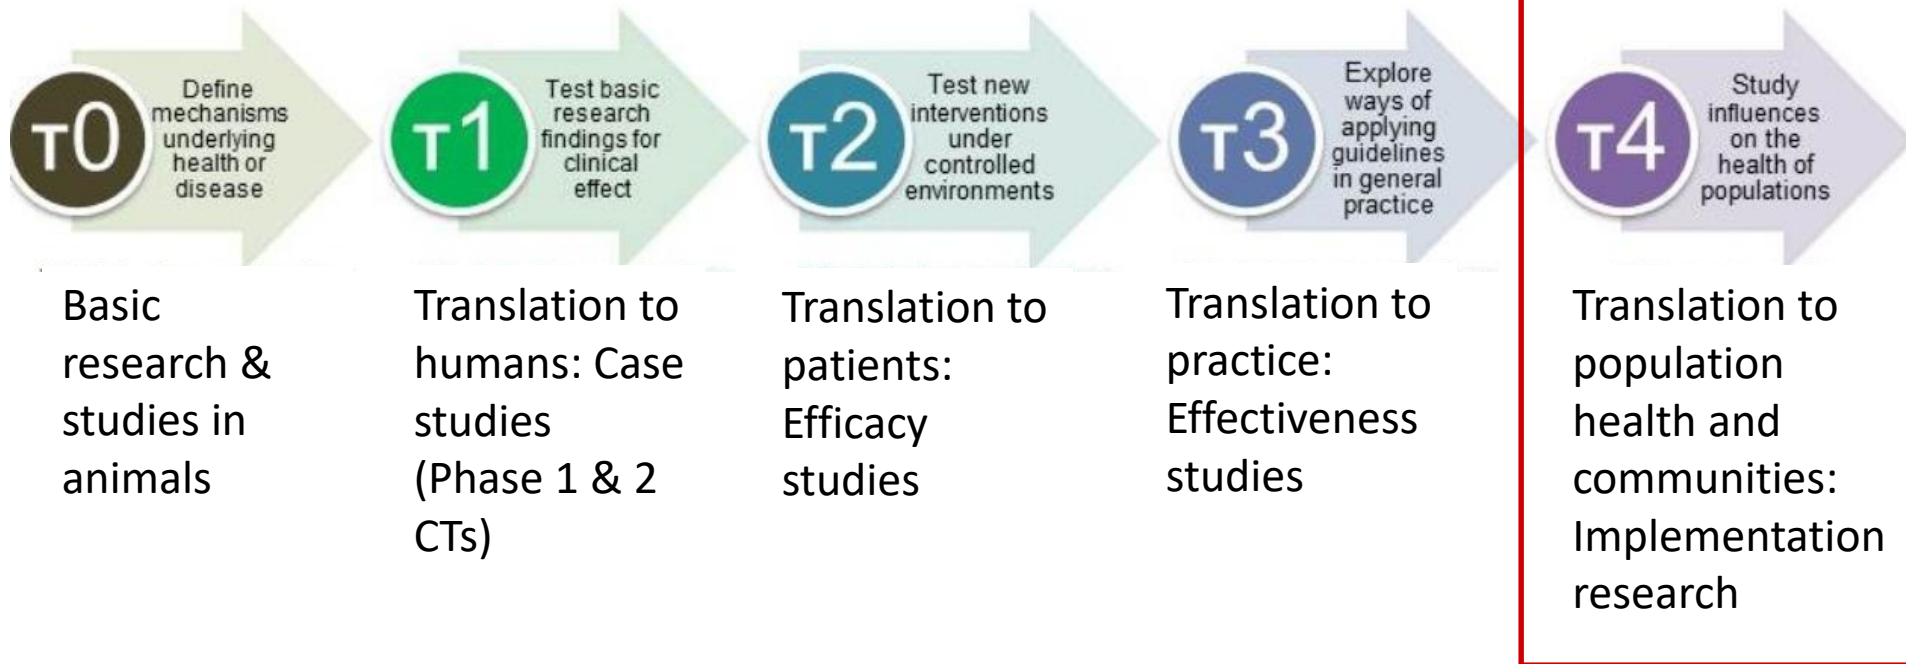 T0
Define
mechanisms
underlying
health or
disease
T1
Test basic
research
findings for
clinical
effect
T2
Test new
interventions
under
controlled
environments
T3
Explore
ways of
applying
guidelines
in general
practice
T4
Study
influences
on the
health of
populations
Basic
research &
studies in
animals
Translation to
humans: Case
studies
(Phase 1 & 2
CTs)
Translation to
patients:
Efficacy
studies
Translation to
practice:
Effectiveness
studies
Translation to
population
health and
communities:
Implementation
research